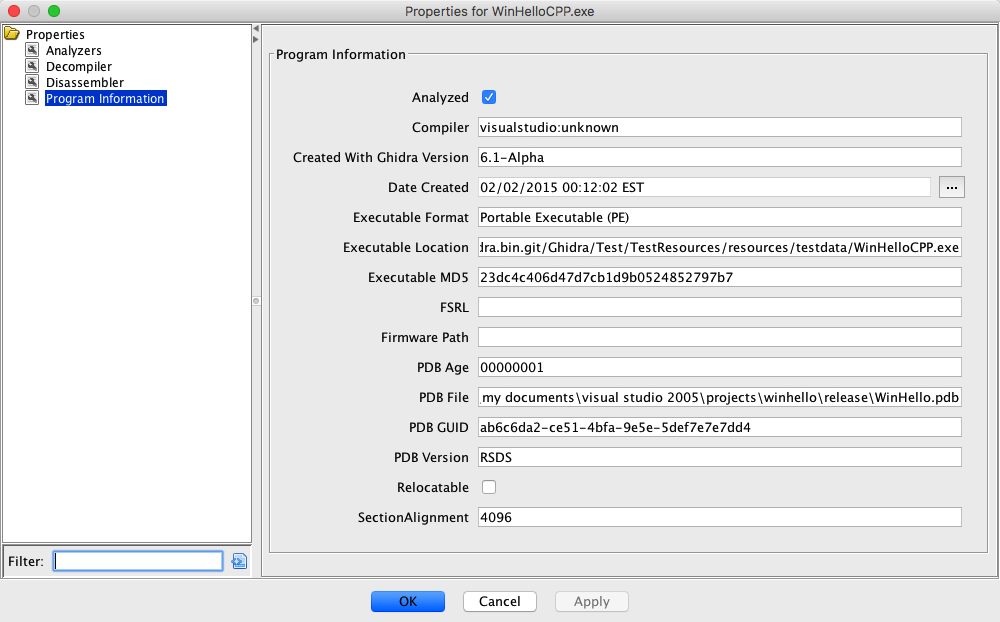 Properties for WinHelloCPP.exe
Properties
Analyzers
Decompiler
Disassembler
Program Information
Filter:
Program Information
Analyzed
Compiler visualstudio:unknown
Created With Ghidra Version 6.1-Alpha
Date Created 02/02/2015 00:12:02 EST ...
Executable Format Portable Executable (PE)
Executable Location dra.bin.git/Ghidra/Test/TestResources/resources/testdata/WinHelloCPP.exe
Executable MD5 23dc4c406d47d7cb1d9b0524852797b7
FSRL
Firmware Path
PDB Age 00000001
PDB File my documents\visual studio 2005\projects\winhello\release\WinHello.pdb
PDB GUID ab6c6da2-ce51-4bfa-9e5e-5def7e7e7dd4
PDB Version RSDS
Relocatable
SectionAlignment 4096
OK Cancel Apply